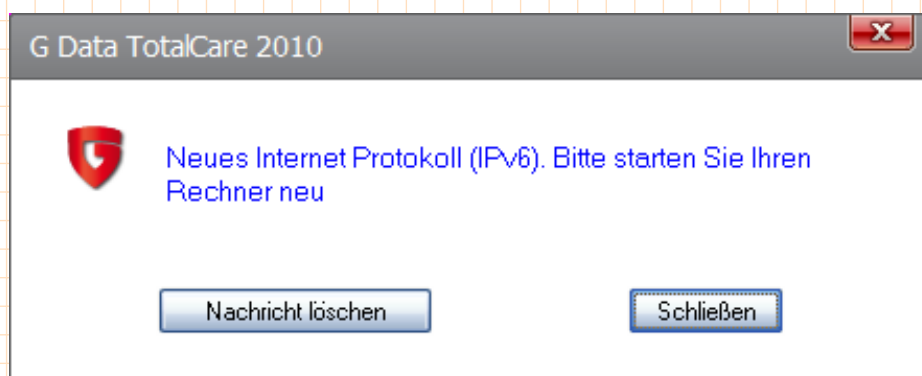 G Data TotalCare 2010
Neues Internet Protokoll (IPv6). Bitte starten Sie Ihren
Rechner neu
Nachricht löschen
Schließen